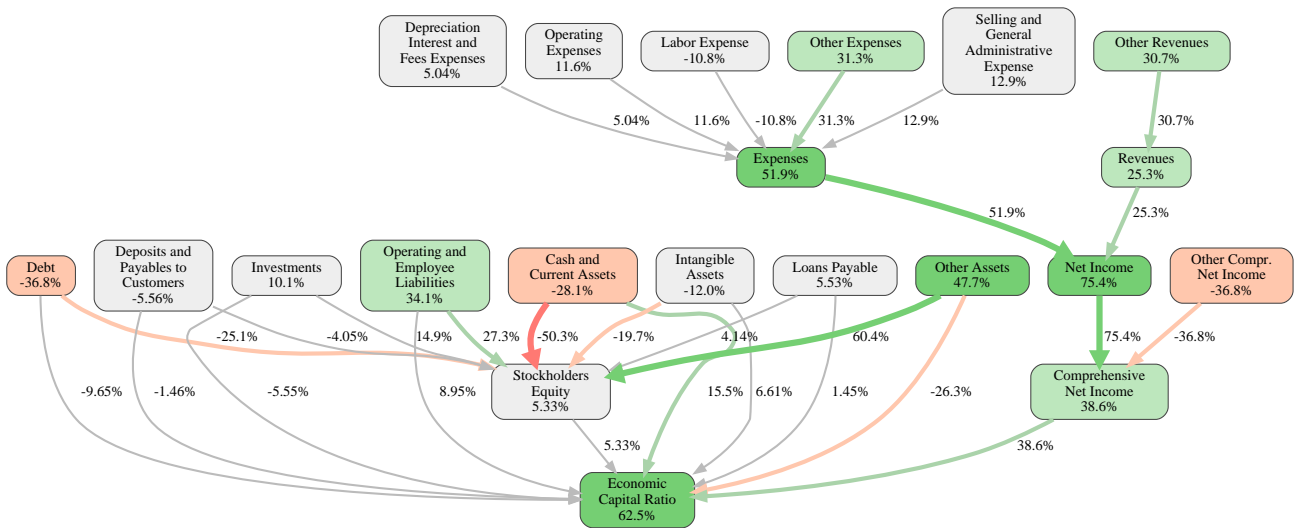 Depreciation
Interest and
Fees Expenses
5.04%
Operating
Expenses
11.6%
Labor Expense
-10.8%
Other Expenses
31.3%
Selling and
General
Administrative
Expense
12.9%
Other Revenues
30.7%
5.04%
11.6%
-10.8%
31.3%
12.9%
30.7%
Expenses
51.9%
Revenues
25.3%
51.9%
25.3%
Debt
-36.8%
Deposits and
Payables to
Customers
-5.56%
Investments
10.1%
Operating and
Employee
Liabilities
34.1%
Cash and
Current Assets
-28.1%
Intangible
Assets
-12.0%
Loans Payable
5.53%
Other Assets
47.7%
Net Income
75.4%
Other Compr.
Net Income
-36.8%
-25.1%
-4.05%
14.9%
27.3%
-50.3%
-19.7%
4.14%
60.4%
75.4%
-36.8%
Stockholders
Equity
5.33%
Comprehensive
Net Income
38.6%
-9.65%
-1.46%
-5.55%
8.95%
15.5%
6.61%
1.45%
-26.3%
5.33%
38.6%
Economic
Capital Ratio
62.5%